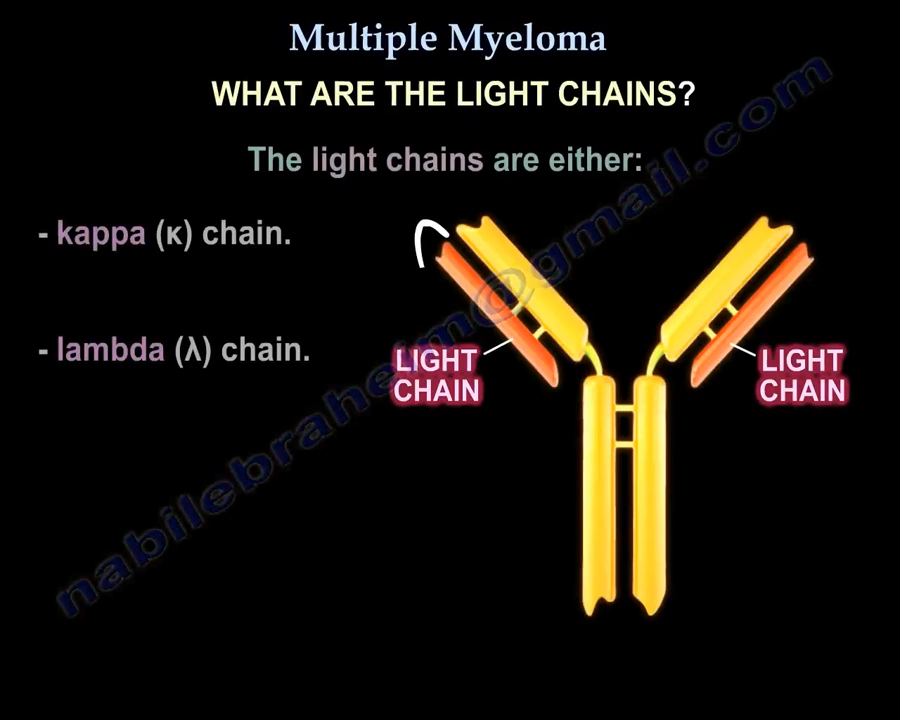 Multiple Myeloma
WHAT ARE THE LIGHT CHAINS?
The light chains are either:
- kappa (κ) chain.
- lambda (λ) chain.
LIGHT
CHAIN
LIGHT
CHAIN
nabilebraheim@gmail.com